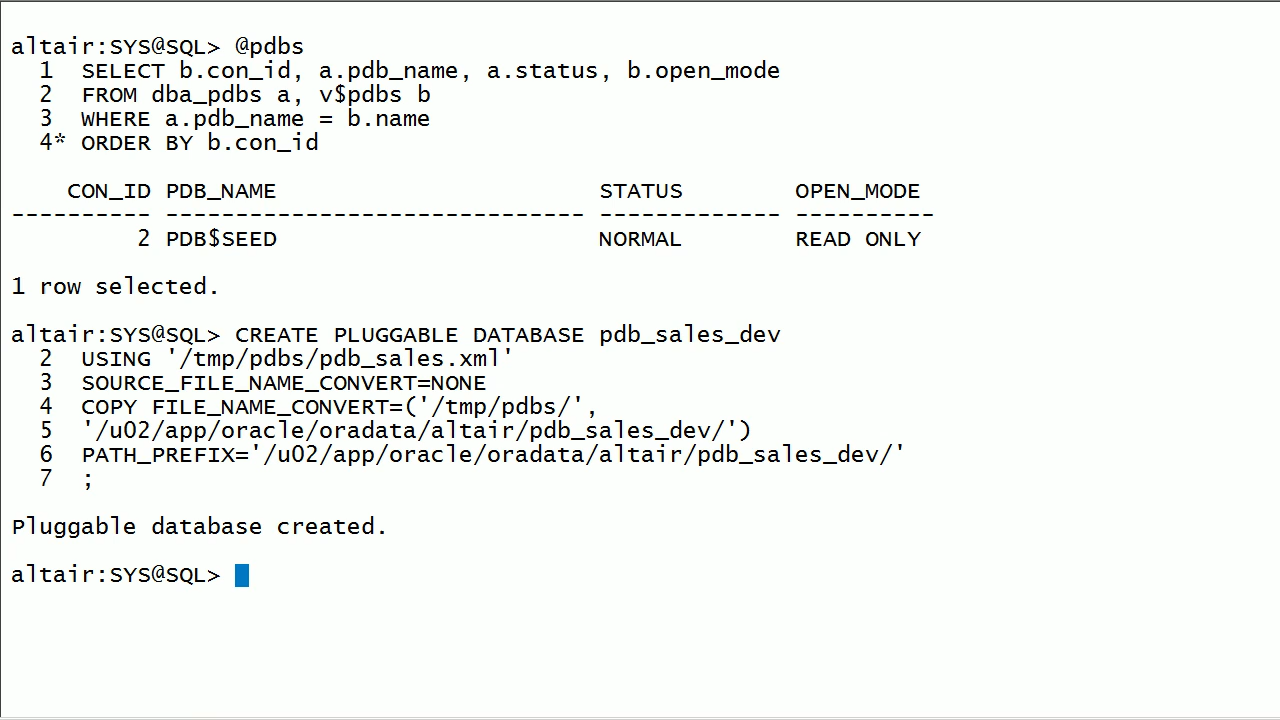 altair:SYS@SQL> @pdbs
  1  SELECT b.con_id, a.pdb_name, a.status, b.open_mode
  2  FROM dba_pdbs a, v$pdbs b
  3  WHERE a.pdb_name = b.name
  4* ORDER BY b.con_id
    CON_ID PDB_NAME                       STATUS        OPEN_MODE
---------- ------------------------------ ------------- ----------
         2 PDB$SEED                       NORMAL        READ ONLY
1 row selected.
altair:SYS@SQL> CREATE PLUGGABLE DATABASE pdb_sales_dev
  2  USING '/tmp/pdbs/pdb_sales.xml'
  3  SOURCE_FILE_NAME_CONVERT=NONE
  4  COPY FILE_NAME_CONVERT=('/tmp/pdbs/',
  5  '/u02/app/oracle/oradata/altair/pdb_sales_dev/')
  6  PATH_PREFIX='/u02/app/oracle/oradata/altair/pdb_sales_dev/'
  7  ;
Pluggable database created.
altair:SYS@SQL>